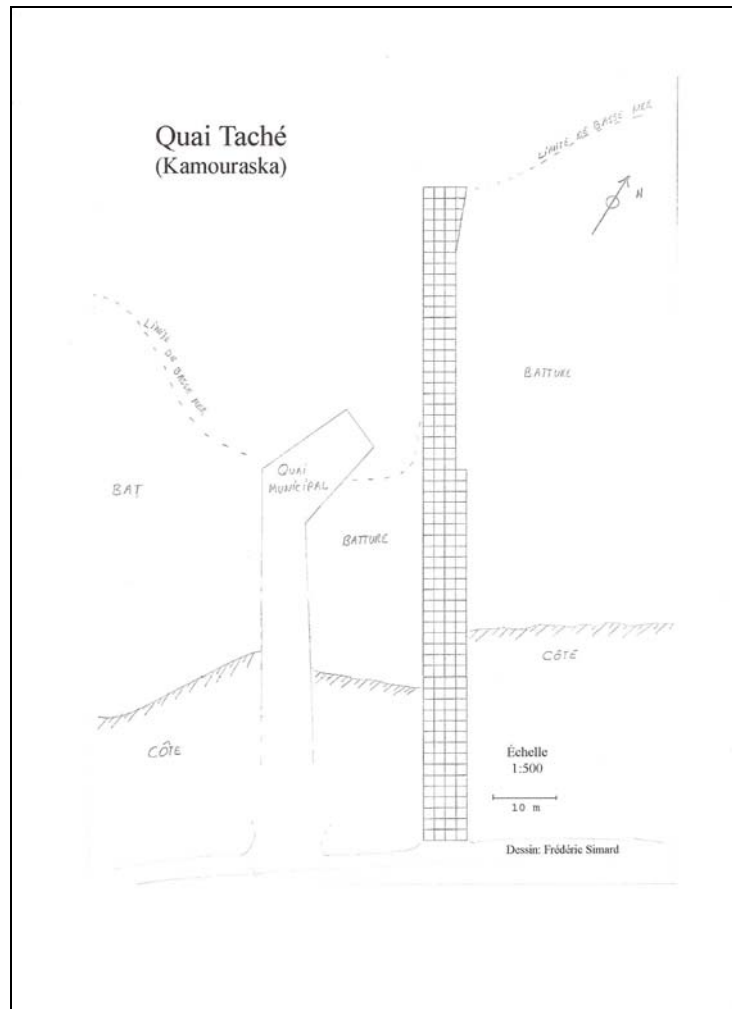 Quai Taché
(Kamouraska)
LIMITE DE BASSE MER
N
LIMITE DE BASSE MER
BATTURE
QUAI
MUNICIPAL
BAT
BATTURE
CÔTE
CÔTE
Échelle
1:500
10 m
Dessin: Frédéric Simard